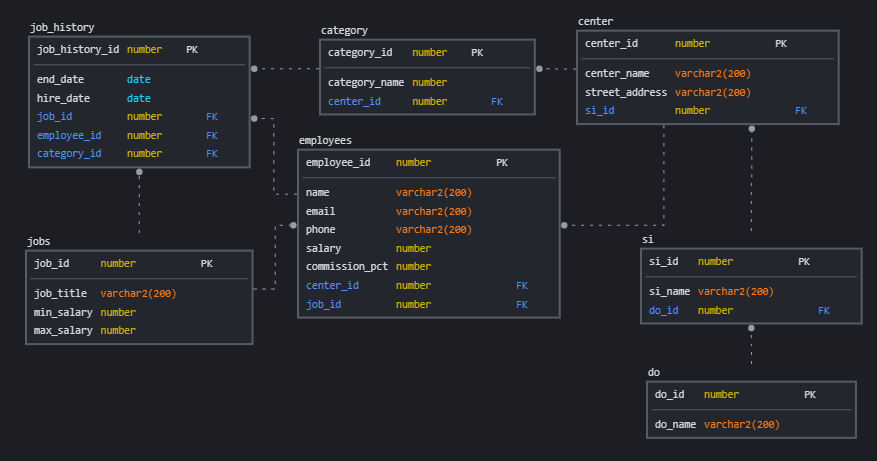 job_history
job_history_id number PK
end_date date
hire_date date
job_id number FK
employee_id number FK
category_id number FK
category
category_id number PK
category_name number
center_id number FK
center
center_id number PK
center_name varchar2(200)
street_address varchar2(200)
si_id number FK
employees
employee_id number PK
name varchar2(200)
email varchar2(200)
phone varchar2(200)
salary number
commission_pct number
center_id number FK
job_id number FK
jobs
job_id number PK
job_title varchar2(200)
min_salary number
max_salary number
si
si_id number PK
si_name varchar2(200)
do_id number FK
do
do_id number PK
do_name varchar2(200)